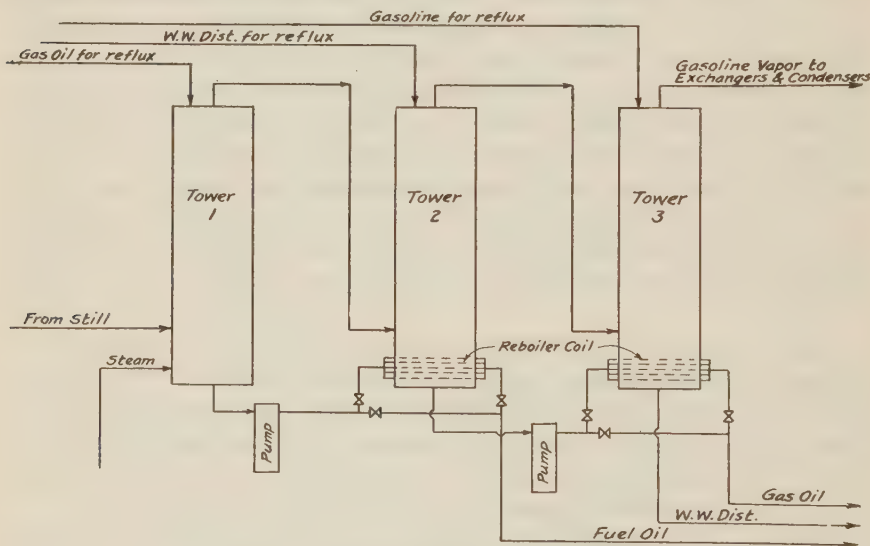 Gasoline for reflux
W.W. Dist. for reflux
Gas Oil for reflux
Gasoline Vapor to
Exchangers & Condensers
Tower
1
Tower
2
Tower
3
From Still
Steam
Reboiler Coil
Pump
Pump
Gas Oil
W.W. Dist.
Fuel Oil